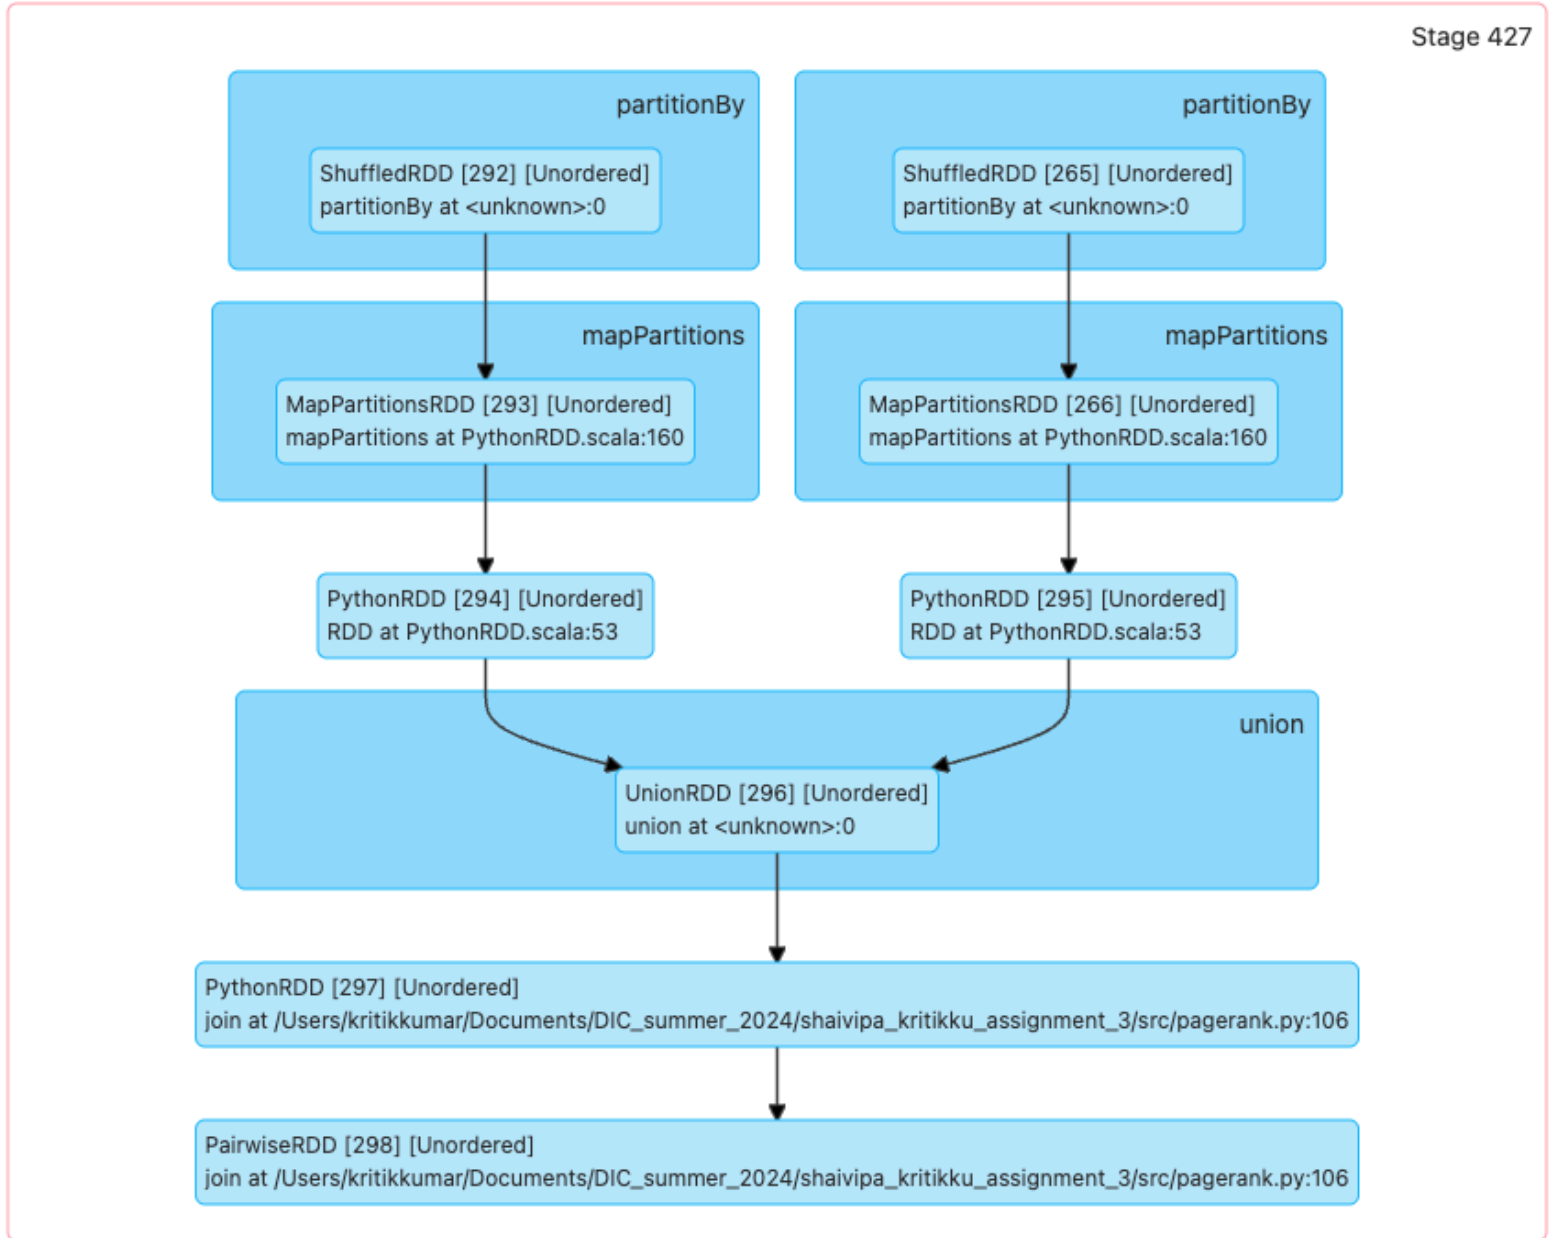 Stage 427
partitionBy
ShuffledRDD [292] [Unordered]
partitionBy at <unknown>:0
partitionBy
ShuffledRDD [265] [Unordered]
partitionBy at <unknown>:0
mapPartitions
MapPartitionsRDD [293] [Unordered]
mapPartitions at PythonRDD.scala:160
mapPartitions
MapPartitionsRDD [266] [Unordered]
mapPartitions at PythonRDD.scala:160
PythonRDD [294] [Unordered]
RDD at PythonRDD.scala:53
PythonRDD [295] [Unordered]
RDD at PythonRDD.scala:53
union
UnionRDD [296] [Unordered]
union at <unknown>:0
PythonRDD [297] [Unordered]
join at /Users/kritikkumar/Documents/DIC_summer_2024/shaivipa_kritikku_assignment_3/src/pagerank.py:106
PairwiseRDD [298] [Unordered]
join at /Users/kritikkumar/Documents/DIC_summer_2024/shaivipa_kritikku_assignment_3/src/pagerank.py:106